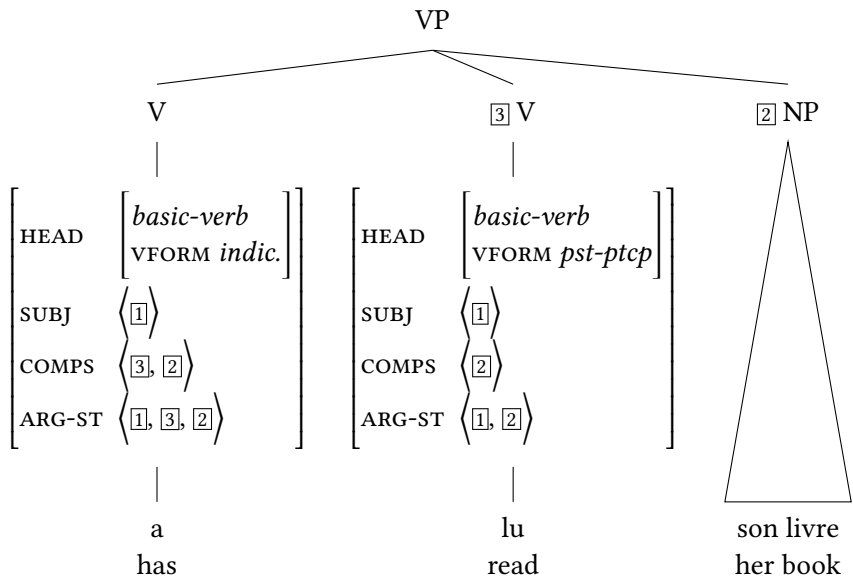 VP
V 3 V 2 NP
basic-verb basic-verb
HEAD HEAD
VFORM indic. VFORM pst-ptcp
SUBJ ⟨1⟩ SUBJ ⟨1⟩
COMPS ⟨3, 2⟩ COMPS ⟨2⟩
ARG-ST ⟨1, 3, 2⟩ ARG-ST ⟨1, 2⟩
a lu son livre
has read her book